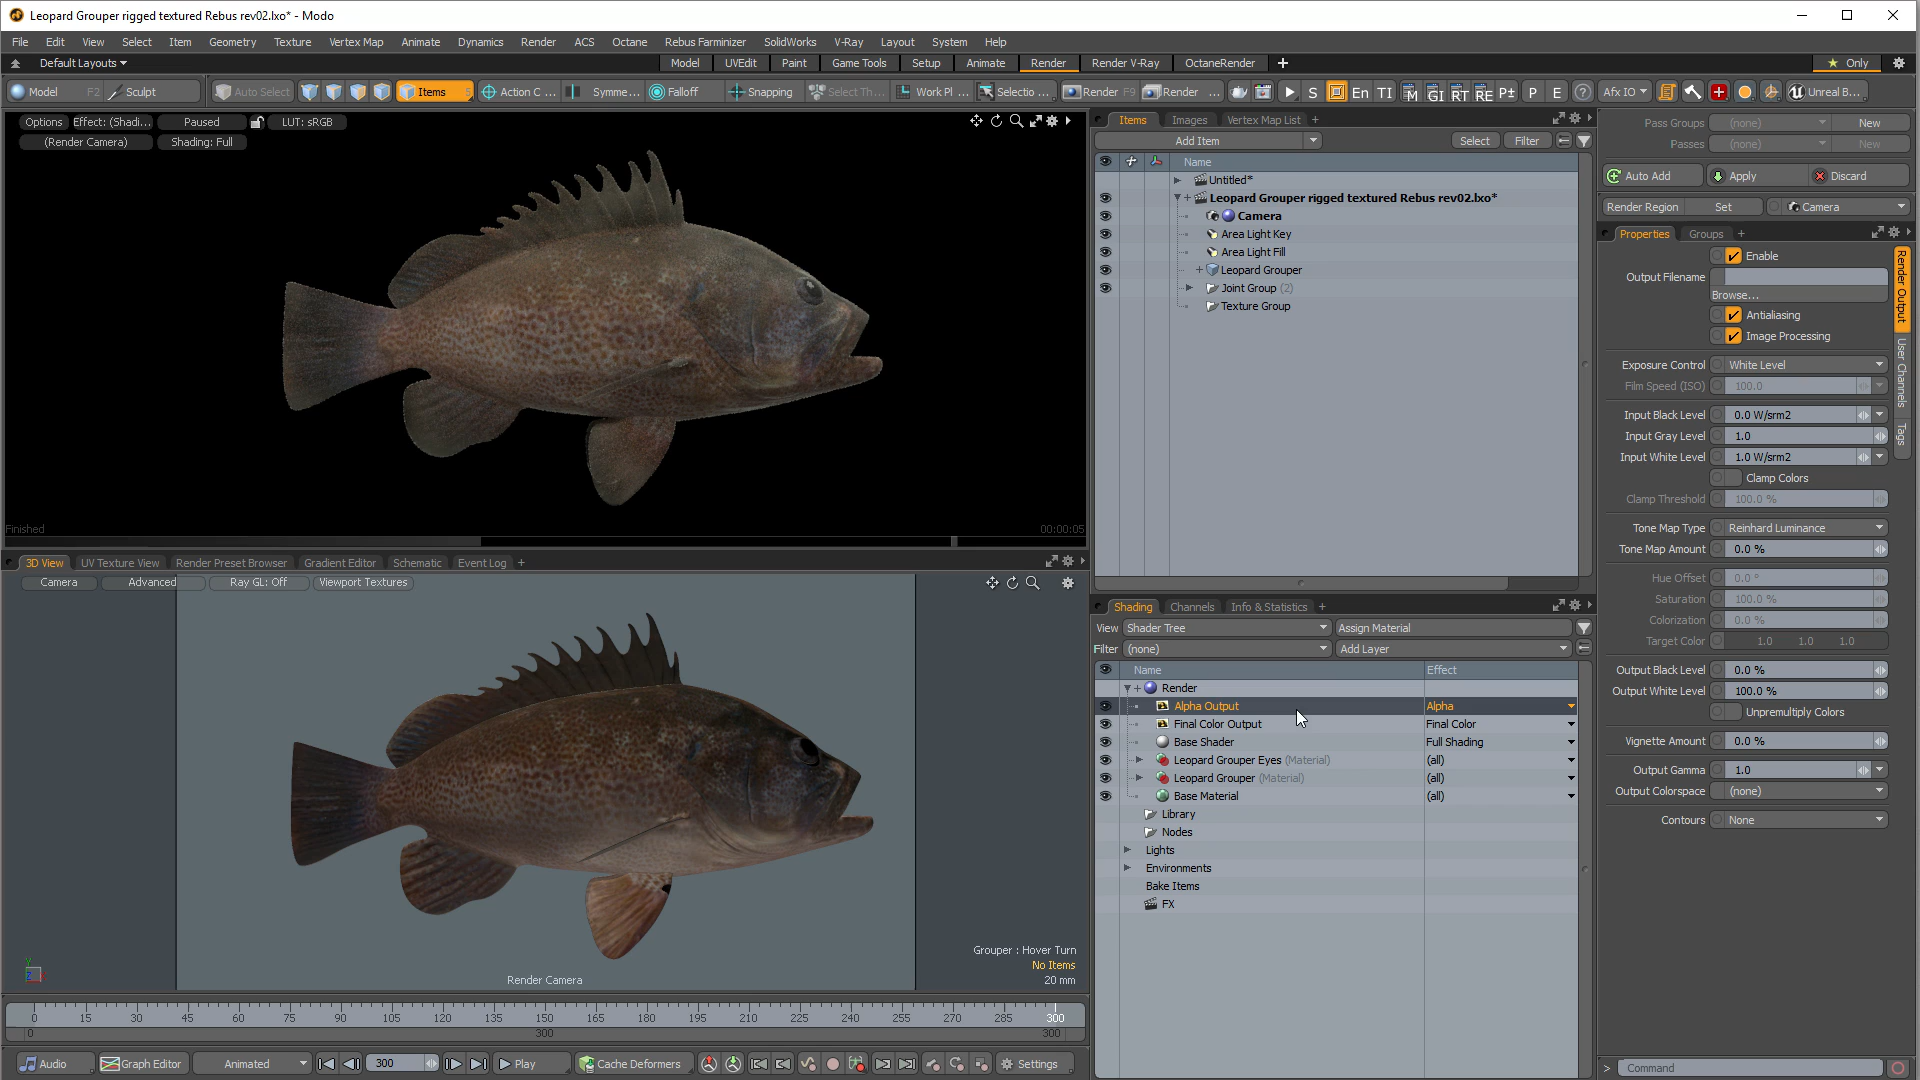 Leopard Grouper rigged textured Rebus rev02.lxo* - Modo
File Edit View Select Item Geometry Texture Vertex Map Animate Dynamics Render ACS Octane Rebus Farminizer SolidWorks V-Ray Layout System Help
Default Layouts Model UVEdit Paint Game Tools Setup Animate Render Render V-Ray OctaneRender + Only
Model F2 Sculpt Auto Select Items 5 Action C ... Symme... Falloff Snapping Select Th ... Work Pl ... Selectio ... Render F9 Render ... S En TI M GI RT RE P± P E ? Afx IO Unreal B...
Options Effect: (Shadi... Paused LUT: sRGB
(Render Camera) Shading: Full
Finished 00:00:05
3D View UV Texture View Render Preset Browser Gradient Editor Schematic Event Log +
Camera Advanced Ray GL: Off Viewport Textures
Grouper : Hover Turn
No Items
Render Camera 20 mm
0 15 30 45 60 75 90 105 120 135 150 165 180 195 210 225 240 255 270 285 300
0 300 300
Audio Graph Editor Animated 300 Play Cache Deformers Settings
Items Images Vertex Map List +
Add Item Select Filter
Name
Untitled*
Leopard Grouper rigged textured Rebus rev02.lxo*
Camera
Area Light Key
Area Light Fill
Leopard Grouper
Joint Group (2)
Texture Group
Shading Channels Info & Statistics +
View Shader Tree Assign Material
Filter (none) Add Layer
Name Effect
Render
Alpha Output Alpha
Final Color Output Final Color
Base Shader Full Shading
Leopard Grouper Eyes (Material) (all)
Leopard Grouper (Material) (all)
Base Material (all)
Library
Nodes
Lights
Environments
Bake Items
FX
Pass Groups (none) New
Passes (none) New
Auto Add Apply Discard
Render Region Set Camera
Properties Groups +
Enable
Output Filename
Browse...
Antialiasing
Image Processing
Exposure Control White Level
Film Speed (ISO) 100.0
Input Black Level 0.0 W/srm2
Input Gray Level 1.0
Input White Level 1.0 W/srm2
Clamp Colors
Clamp Threshold 100.0 %
Tone Map Type Reinhard Luminance
Tone Map Amount 0.0 %
Hue Offset 0.0 °
Saturation 100.0 %
Colorization 0.0 %
Target Color 1.0 1.0 1.0
Output Black Level 0.0 %
Output White Level 100.0 %
Unpremultiply Colors
Vignette Amount 0.0 %
Output Gamma 1.0
Output Colorspace (none)
Contours None
Render Output
User Channels
Tags
> Command